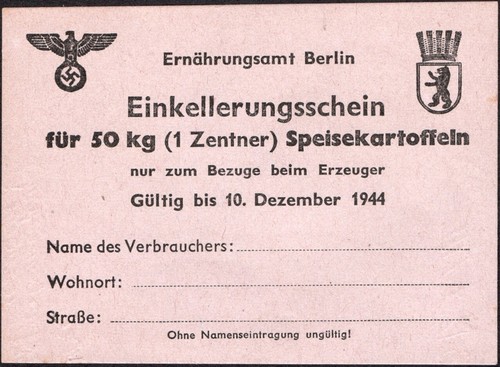 Ernährungsamt Berlin
Einkellerungsschein
für 50 kg (1 Zentner) Speisekartoffeln
nur zum Bezuge beim Erzeuger
Gültig bis 10. Dezember 1944
Name des Verbrauchers:
Wohnort:
Straße:
Ohne Namenseintragung ungültig!